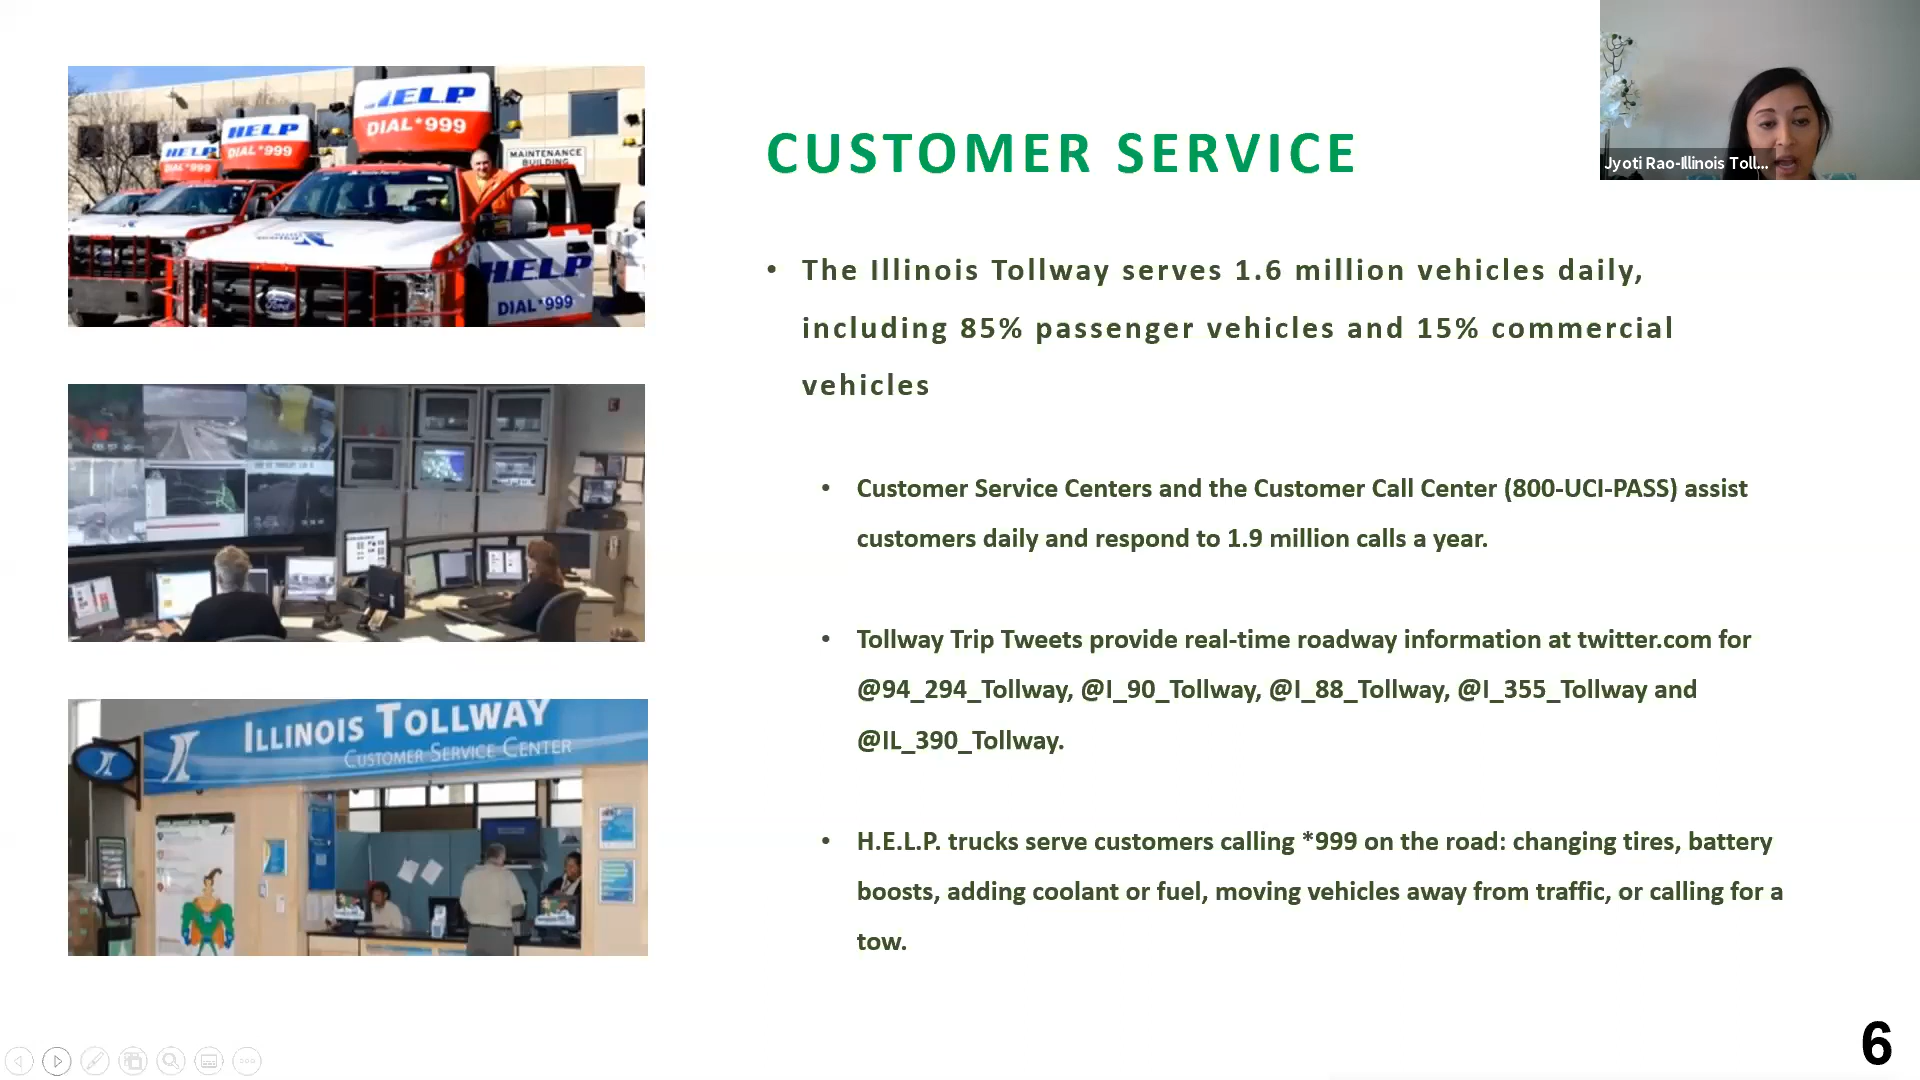 HELP
DIAL*999
HELP
DIAL*999
HELP
DIAL*999
MAINTENANCE
BUILDING
HELP
DIAL*999
Ford
ILLINOIS TOLLWAY
CUSTOMER SERVICE CENTER
CUSTOMER SERVICE
• The Illinois Tollway serves 1.6 million vehicles daily,
including 85% passenger vehicles and 15% commercial
vehicles
• Customer Service Centers and the Customer Call Center (800-UCI-PASS) assist
customers daily and respond to 1.9 million calls a year.
• Tollway Trip Tweets provide real-time roadway information at twitter.com for
@94_294_Tollway, @I_90_Tollway, @I_88_Tollway, @I_355_Tollway and
@IL_390_Tollway.
• H.E.L.P. trucks serve customers calling *999 on the road: changing tires, battery
boosts, adding coolant or fuel, moving vehicles away from traffic, or calling for a
tow.
Jyoti Rao-Illinois Toll...
6